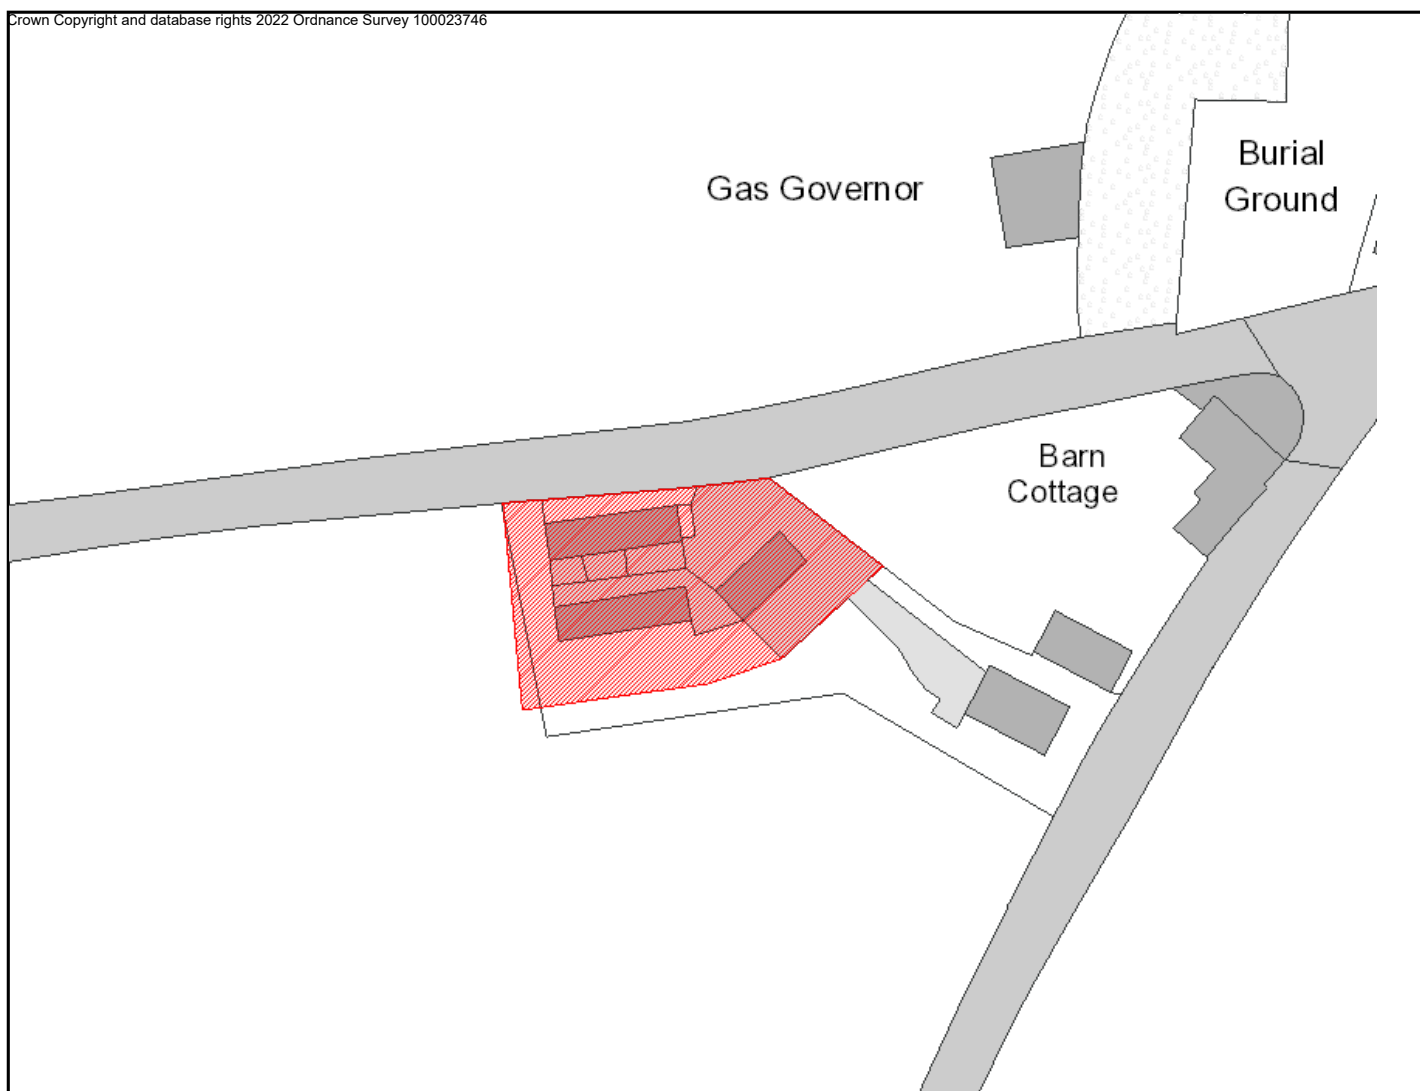 Crown Copyright and database rights 2022 Ordnance Survey 100023746
Burial
Ground
Gas Governor
Barn
Cottage